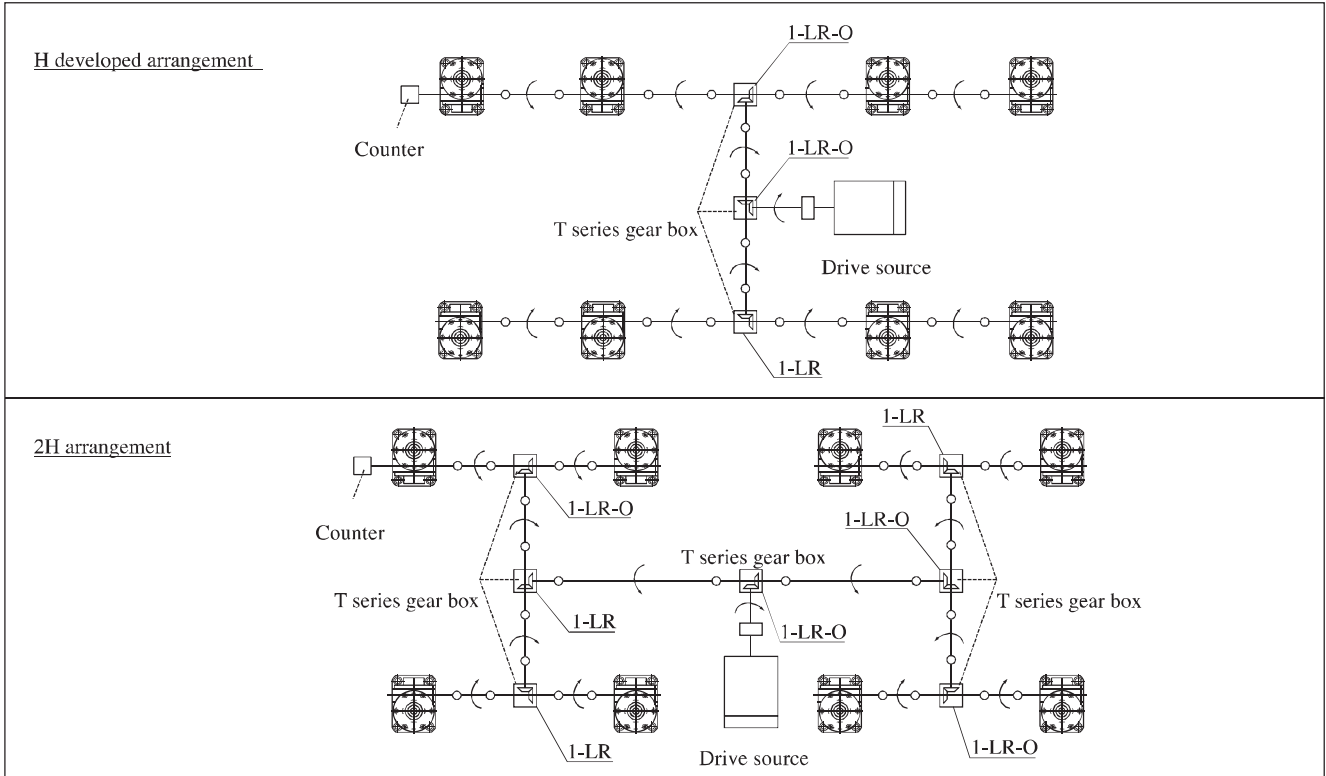 H developed arrangement
1-LR-O
Counter
1-LR-O
T series gear box
Drive source
1-LR
2H arrangement
1-LR
1-LR-O
1-LR-O
Counter
T series gear box
T series gear box
T series gear box
1-LR
1-LR-O
1-LR
1-LR-O
Drive source